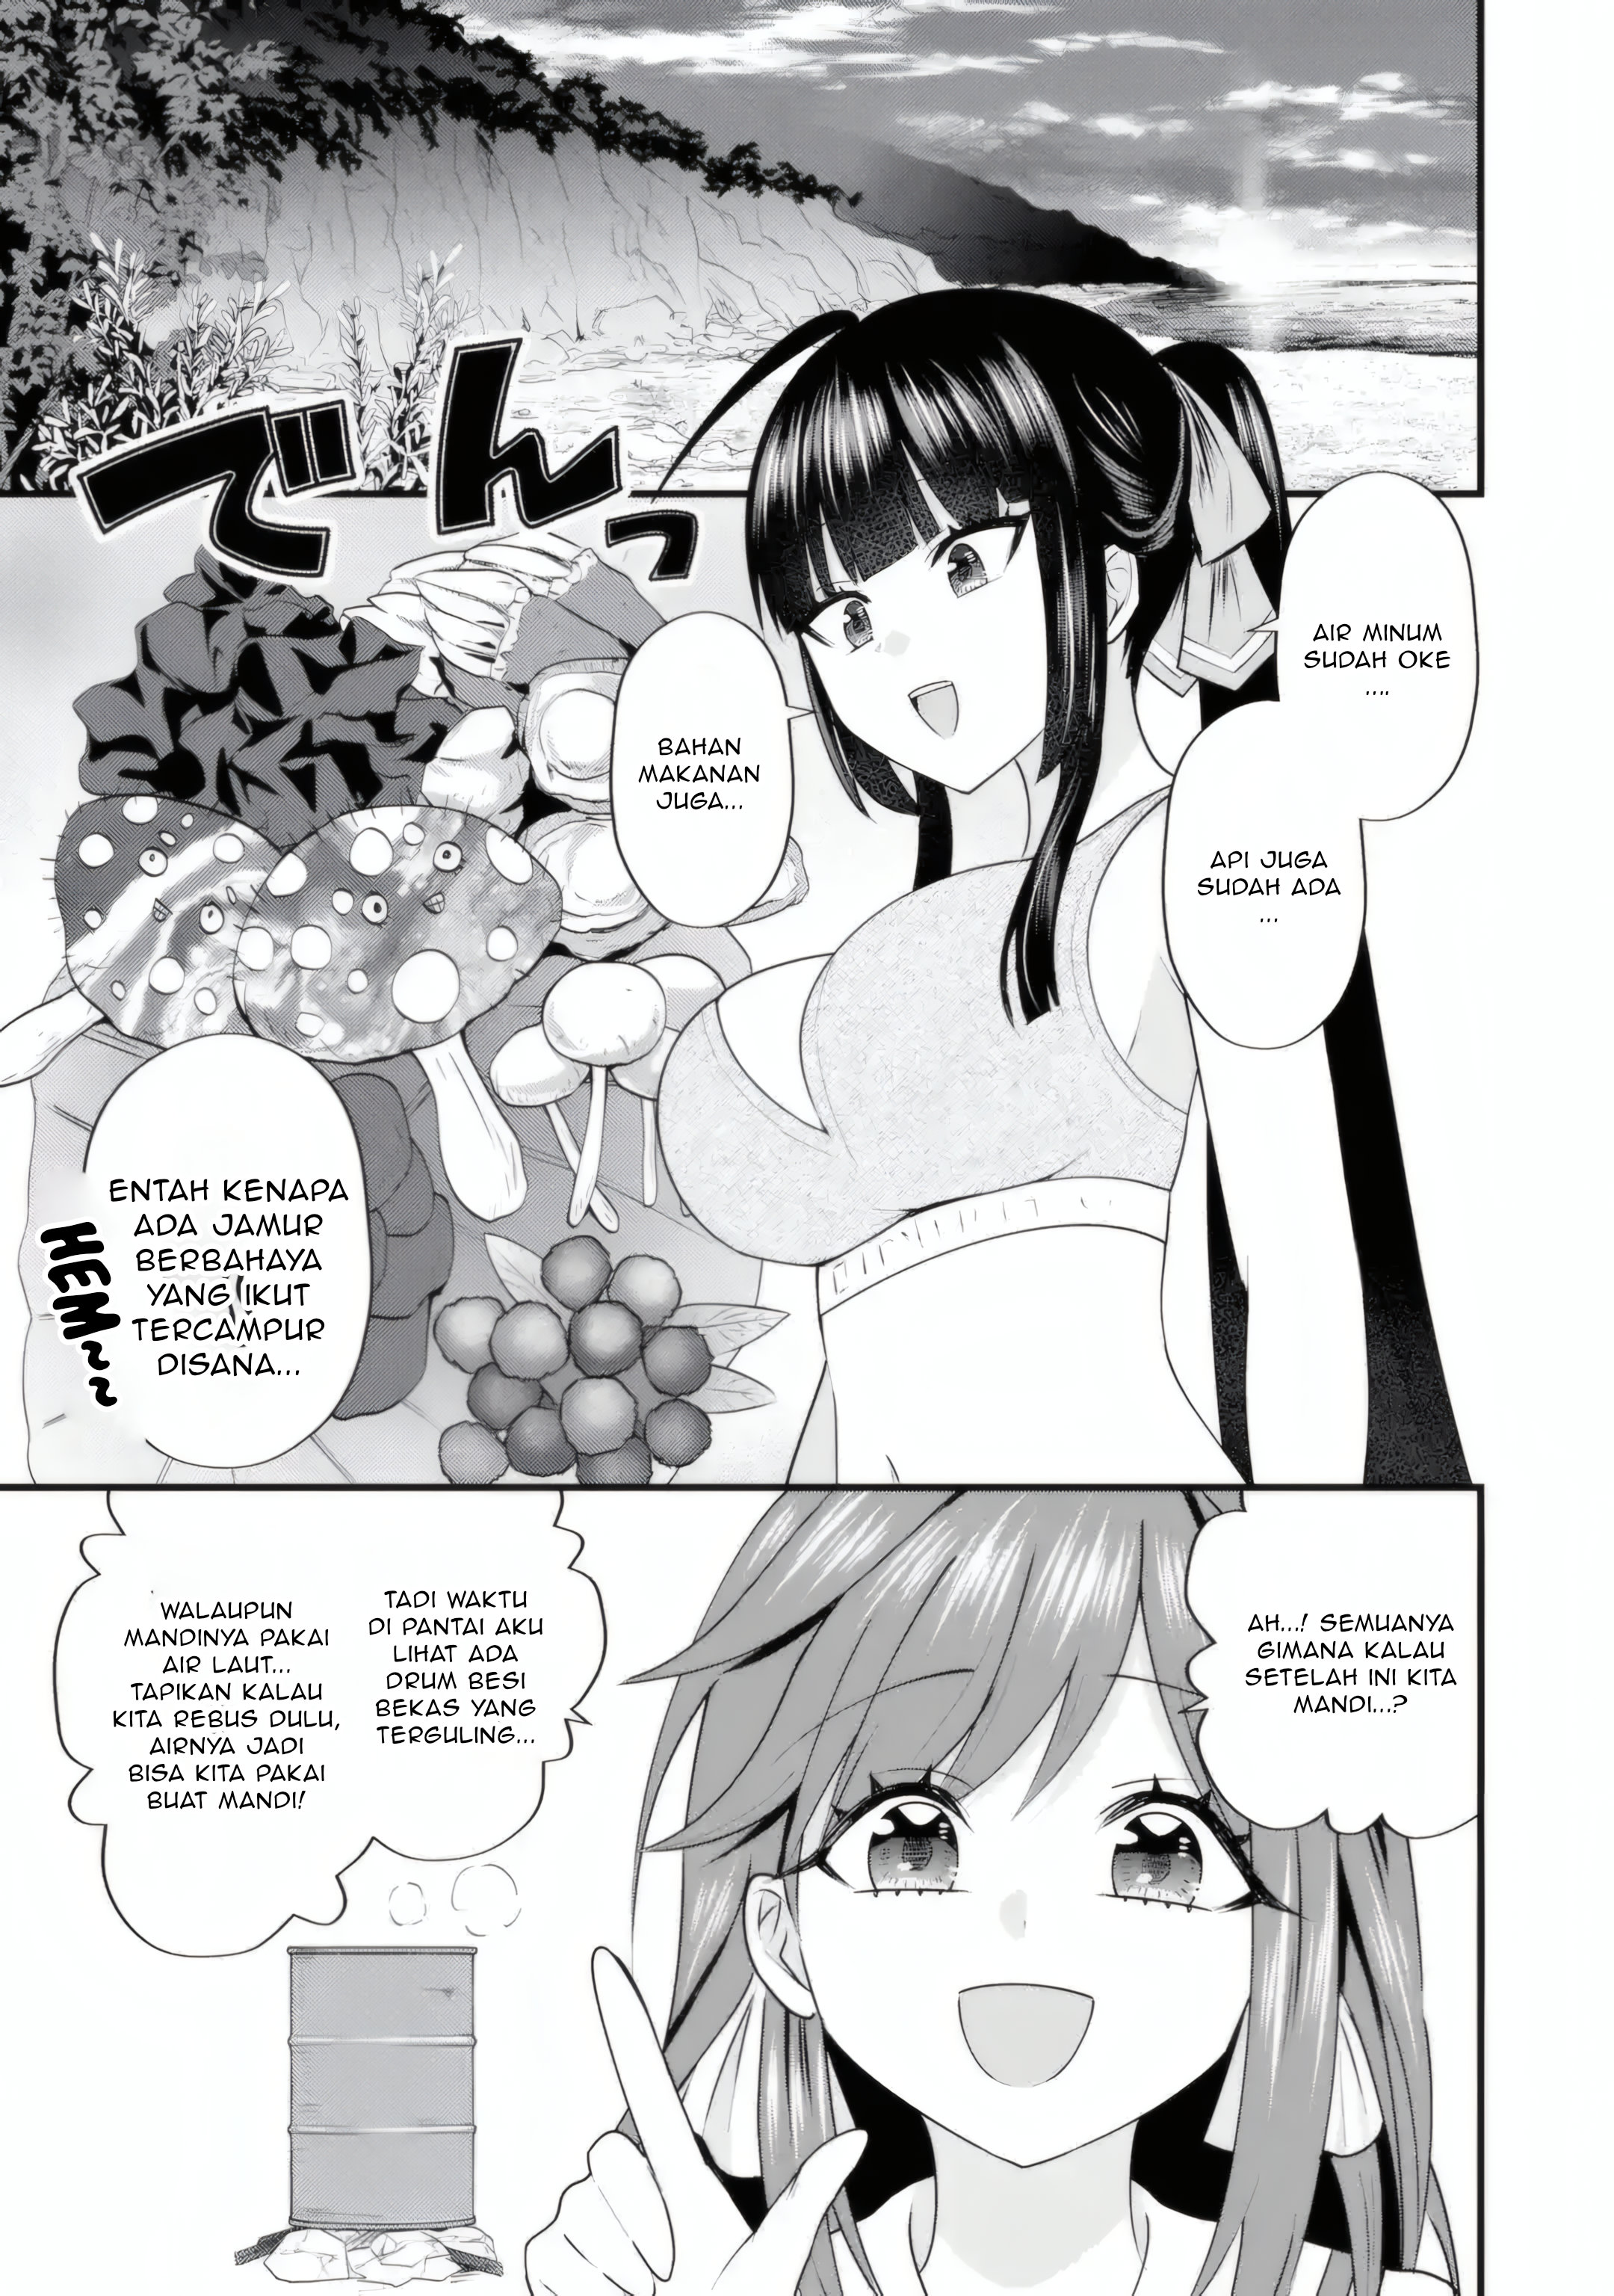 でんっ
AIR MINUM
SUDAH OKE
....
API JUGA
SUDAH ADA
...
BAHAN
MAKANAN
JUGA...
ENTAH KENAPA
ADA JAMUR
BERBAHAYA
YANG IKUT
TERCAMPUR
DISANA...
HEM~~
AH...! SEMUANYA
GIMANA KALAU
SETELAH INI KITA
MANDI...?
TADI WAKTU
DI PANTAI AKU
LIHAT ADA
DRUM BESI
BEKAS YANG
TERGULING...
WALAUPUN
MANDINYA PAKAI
AIR LAUT...
TAPIKAN KALAU
KITA REBUS DULU,
AIRNYA JADI
BISA KITA PAKAI
BUAT MANDI!